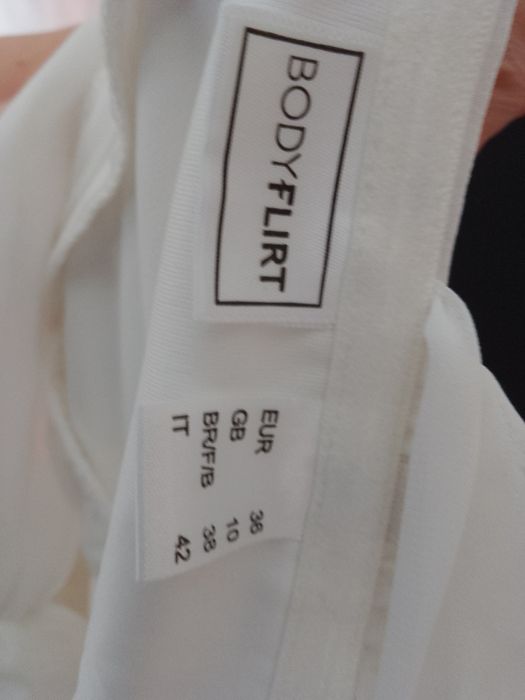 BODYFLIRT
EUR 36
GB 10
BR/F/B 38
IT 42